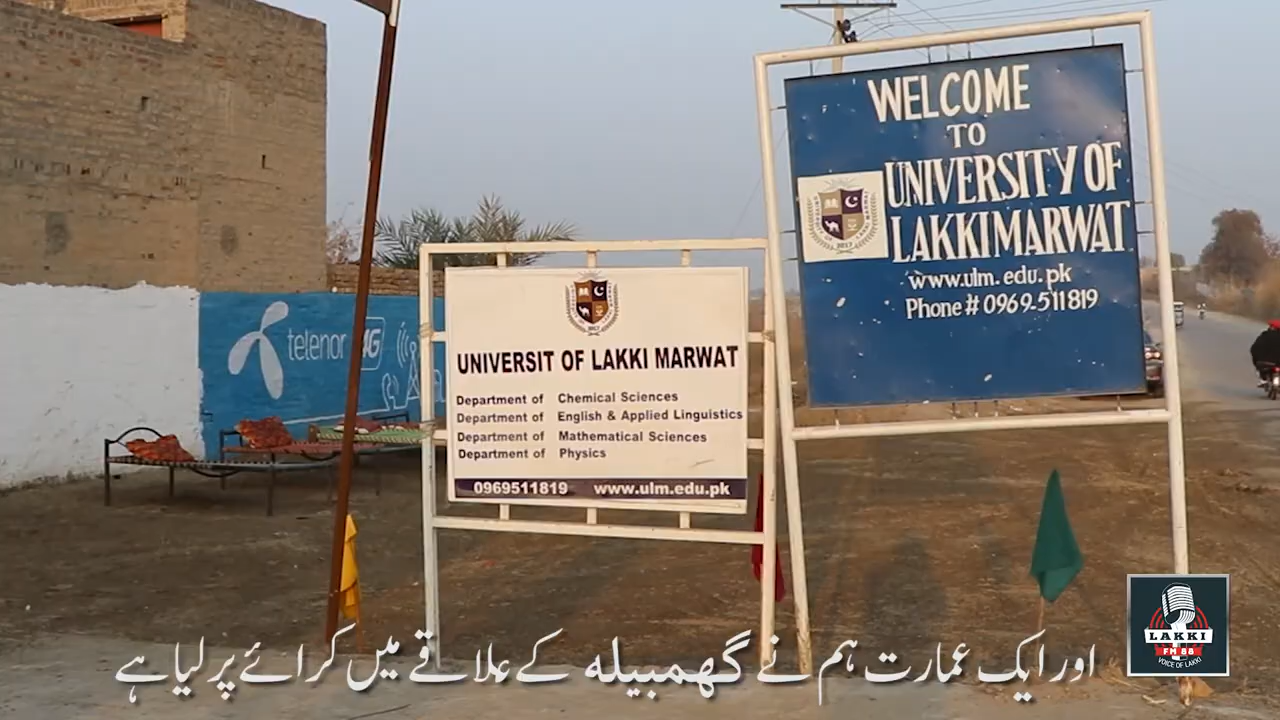 WELCOME
TO
UNIVERSITY OF
LAKKI MARWAT
www.ulm.edu.pk
Phone # 0969-511819
2017
UNIVERSIT OF LAKKI MARWAT
Department of Chemical Sciences
Department of English & Applied Linguistics
Department of Mathematical Sciences
Department of Physics
0969511819 www.ulm.edu.pk
telenor 4G
LAKKI
FM 88
VOICE OF LAKKI
اور ایک عمارت ہم نے گھمبیلہ کے علاقے میں کرائے پر لیا ہے